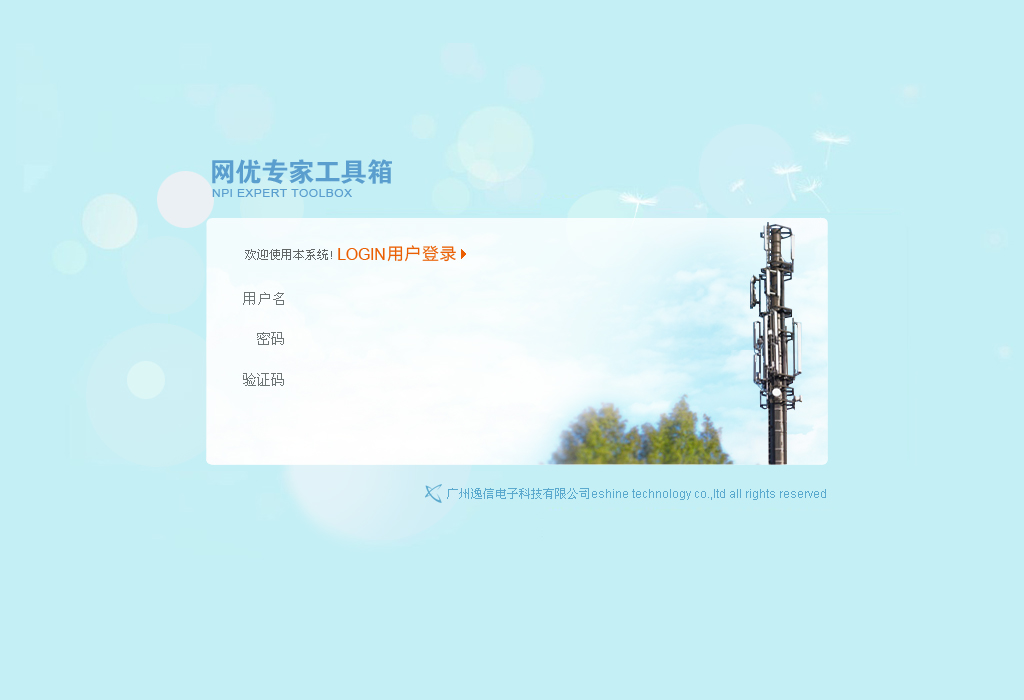 网优专家工具箱
NPI EXPERT TOOLBOX
欢迎使用本系统! LOGIN用户登录
用户名
密码
验证码
广州逸信电子科技有限公司eshine technology co.,ltd all rights reserved